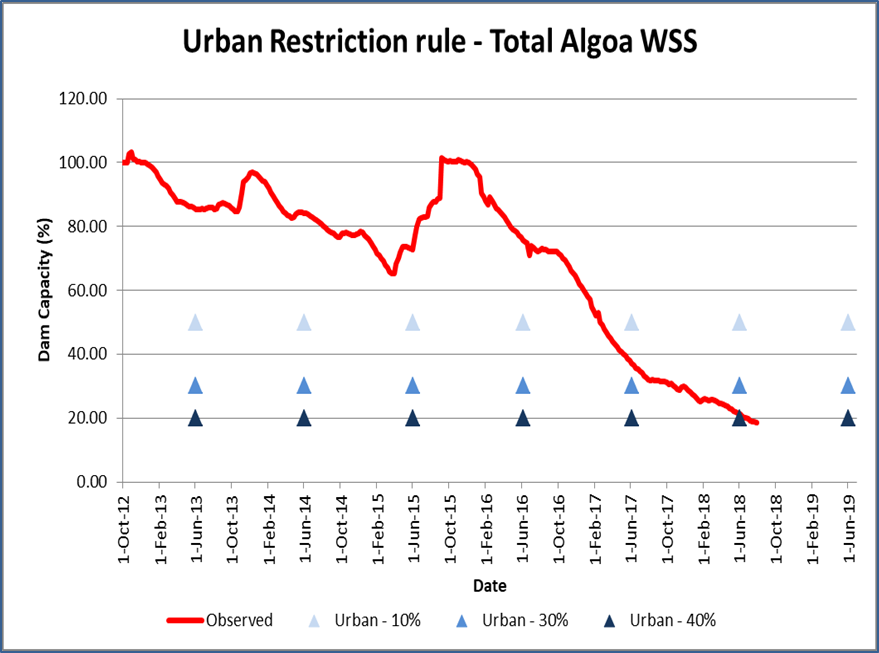 Urban Restriction rule - Total Algoa WSS
Dam Capacity (%)
120.00
100.00
80.00
60.00
40.00
20.00
0.00
1-Oct-12
1-Feb-13
1-Jun-13
1-Oct-13
1-Feb-14
1-Jun-14
1-Oct-14
1-Feb-15
1-Jun-15
1-Oct-15
1-Feb-16
1-Jun-16
1-Oct-16
1-Feb-17
1-Jun-17
1-Oct-17
1-Feb-18
1-Jun-18
1-Oct-18
1-Feb-19
1-Jun-19
Date
Observed
Urban - 10%
Urban - 30%
Urban - 40%